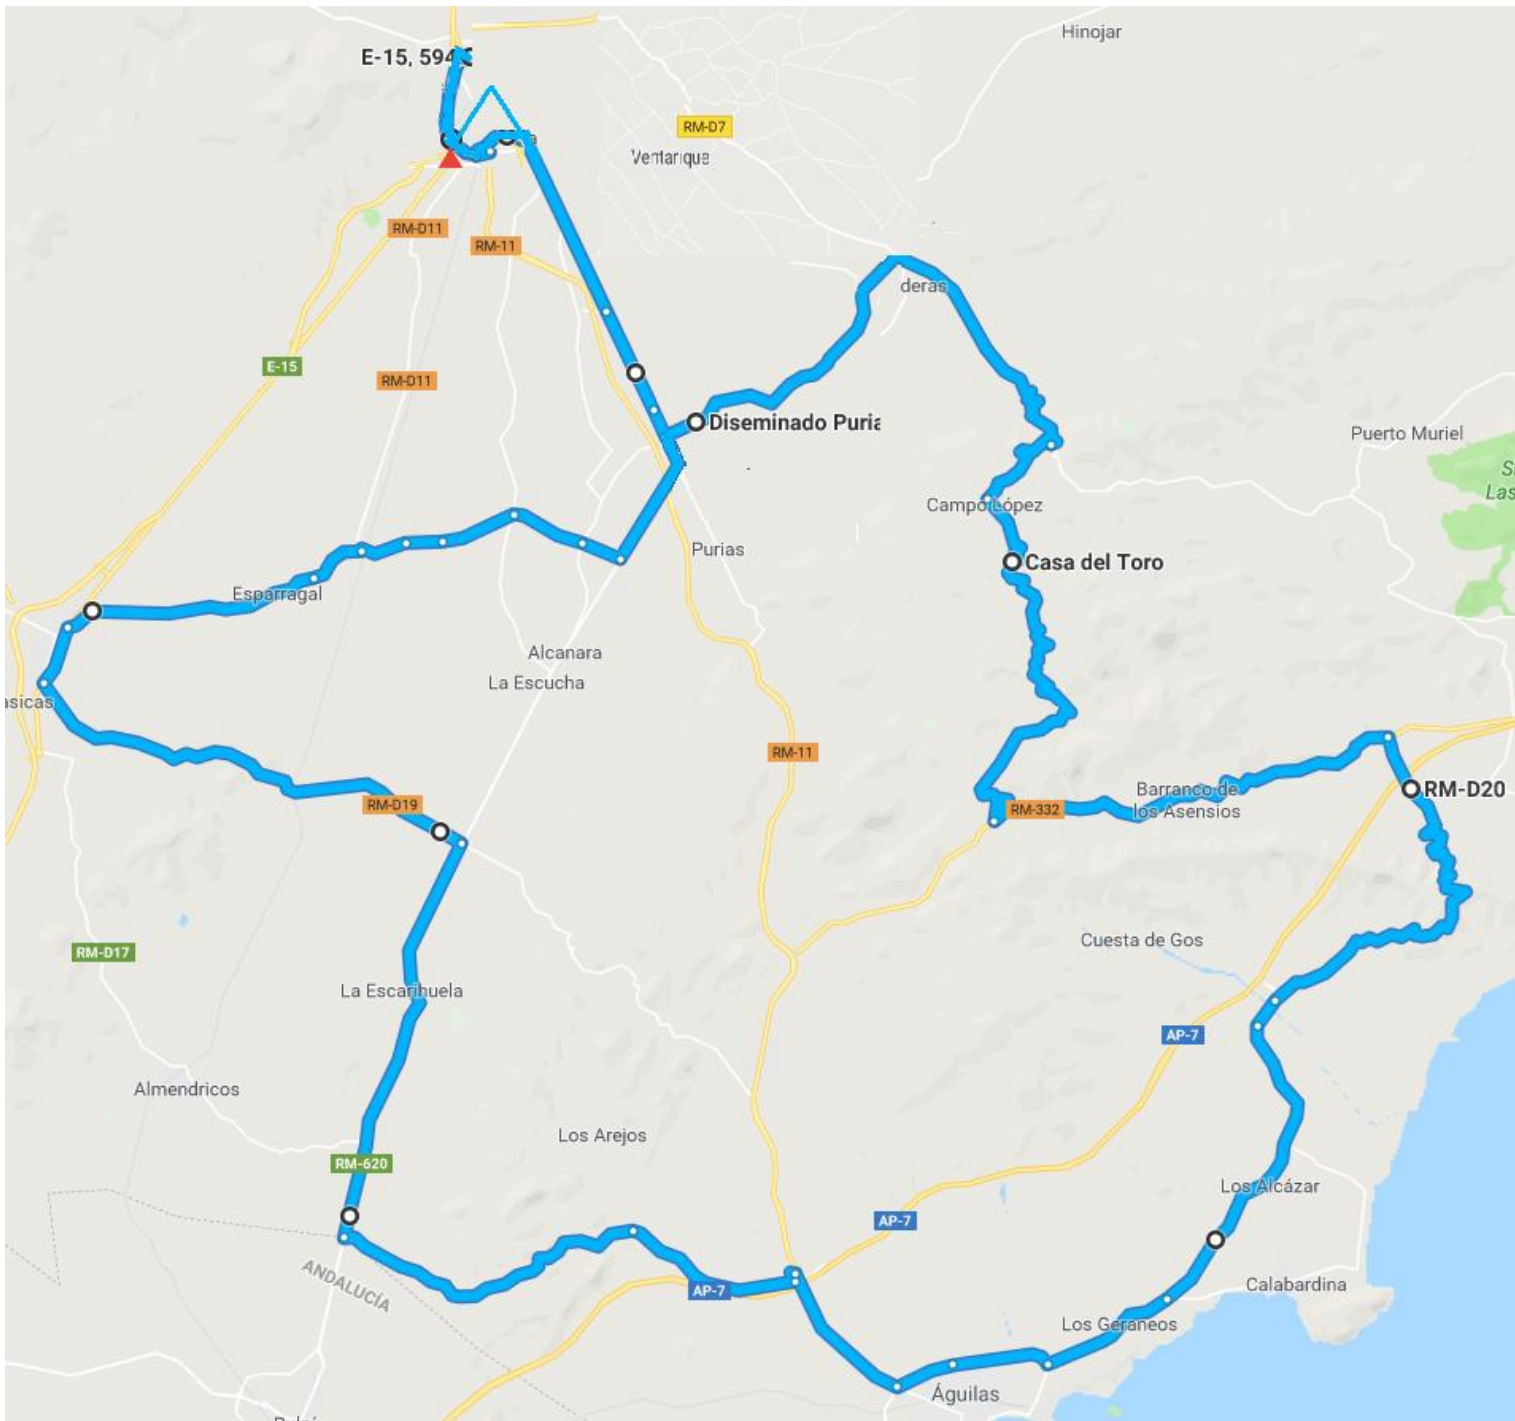 Hinojar
E-15, 594
RM-D7
Ventarique
RM-D11
RM-11
deras
E-15
RM-D11
Diseminado Puria
Puerto Muriel
Campo López
Purias
Casa del Toro
Esparragal
Alcanara
La Escucha
asicas
RM-11
RM-D19
RM-332
Barranco de
los Asensios
RM-D20
RM-D17
Cuesta de Gos
La Escarihuela
AP-7
Almendricos
Los Arejos
RM-620
Los Alcázar
AP-7
ANDALUCÍA
AP-7
Calabardina
Los Geraneos
Águilas